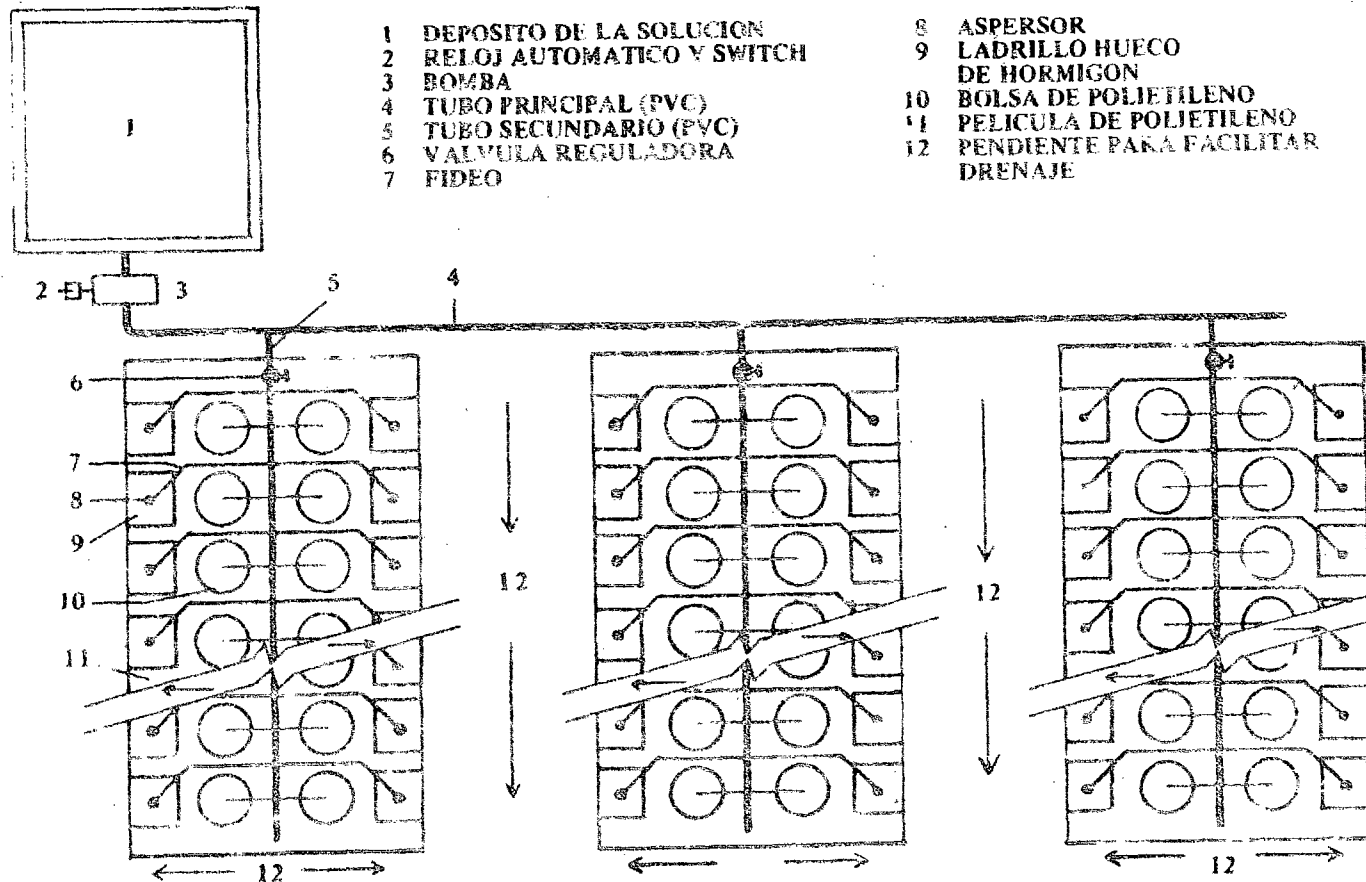 1 DEPOSITO DE LA SOLUCION
2 RELOJ AUTOMATICO Y SWITCH
3 BOMBA
4 TUBO PRINCIPAL (PVC)
5 TUBO SECUNDARIO (PVC)
6 VALVULA REGULADORA
7 FIDEO
8 ASPERSOR
9 LADRILLO HUECO
DE HORMIGON
10 BOLSA DE POLIETILENO
11 PELICULA DE POLIETILENO
12 PENDIENTE PARA FACILITAR
DRENAJE
1
2
3
5
4
6
7
8
9
10
11
12
12
12
12